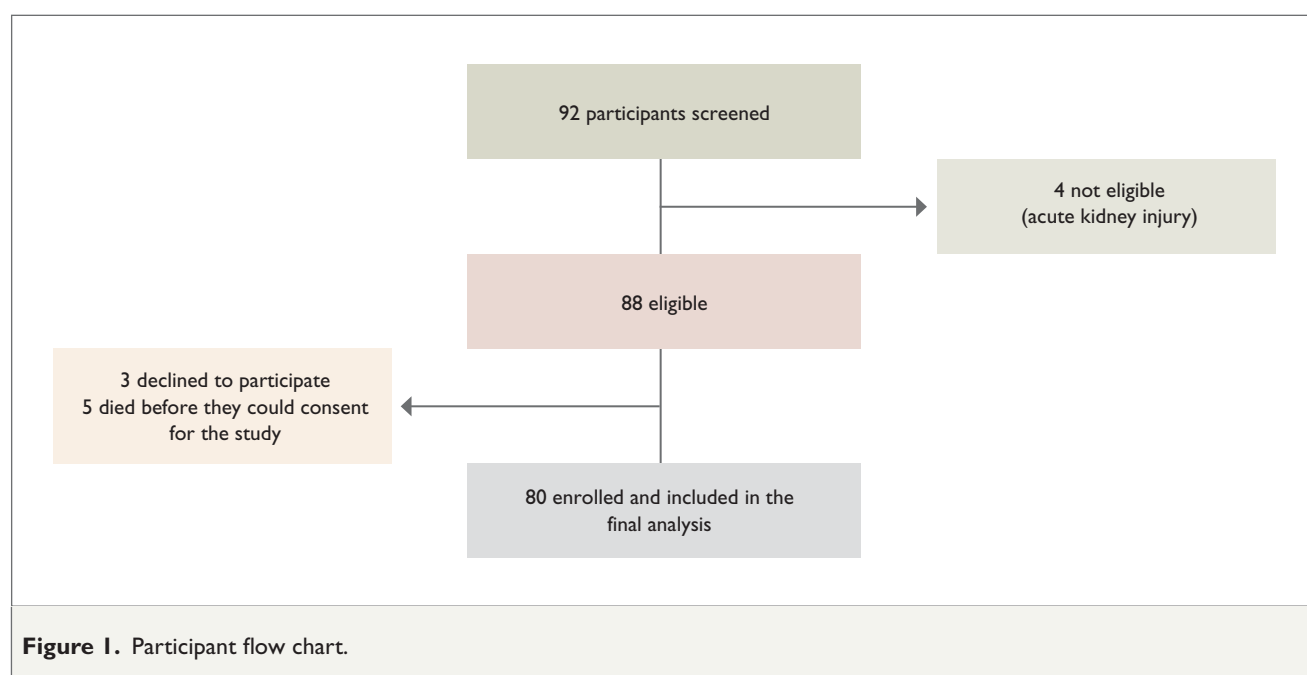 92 participants screened
4 not eligible
(acute kidney injury)
88 eligible
3 declined to participate
5 died before they could consent
for the study
80 enrolled and included in the
final analysis
Figure 1. Participant flow chart.